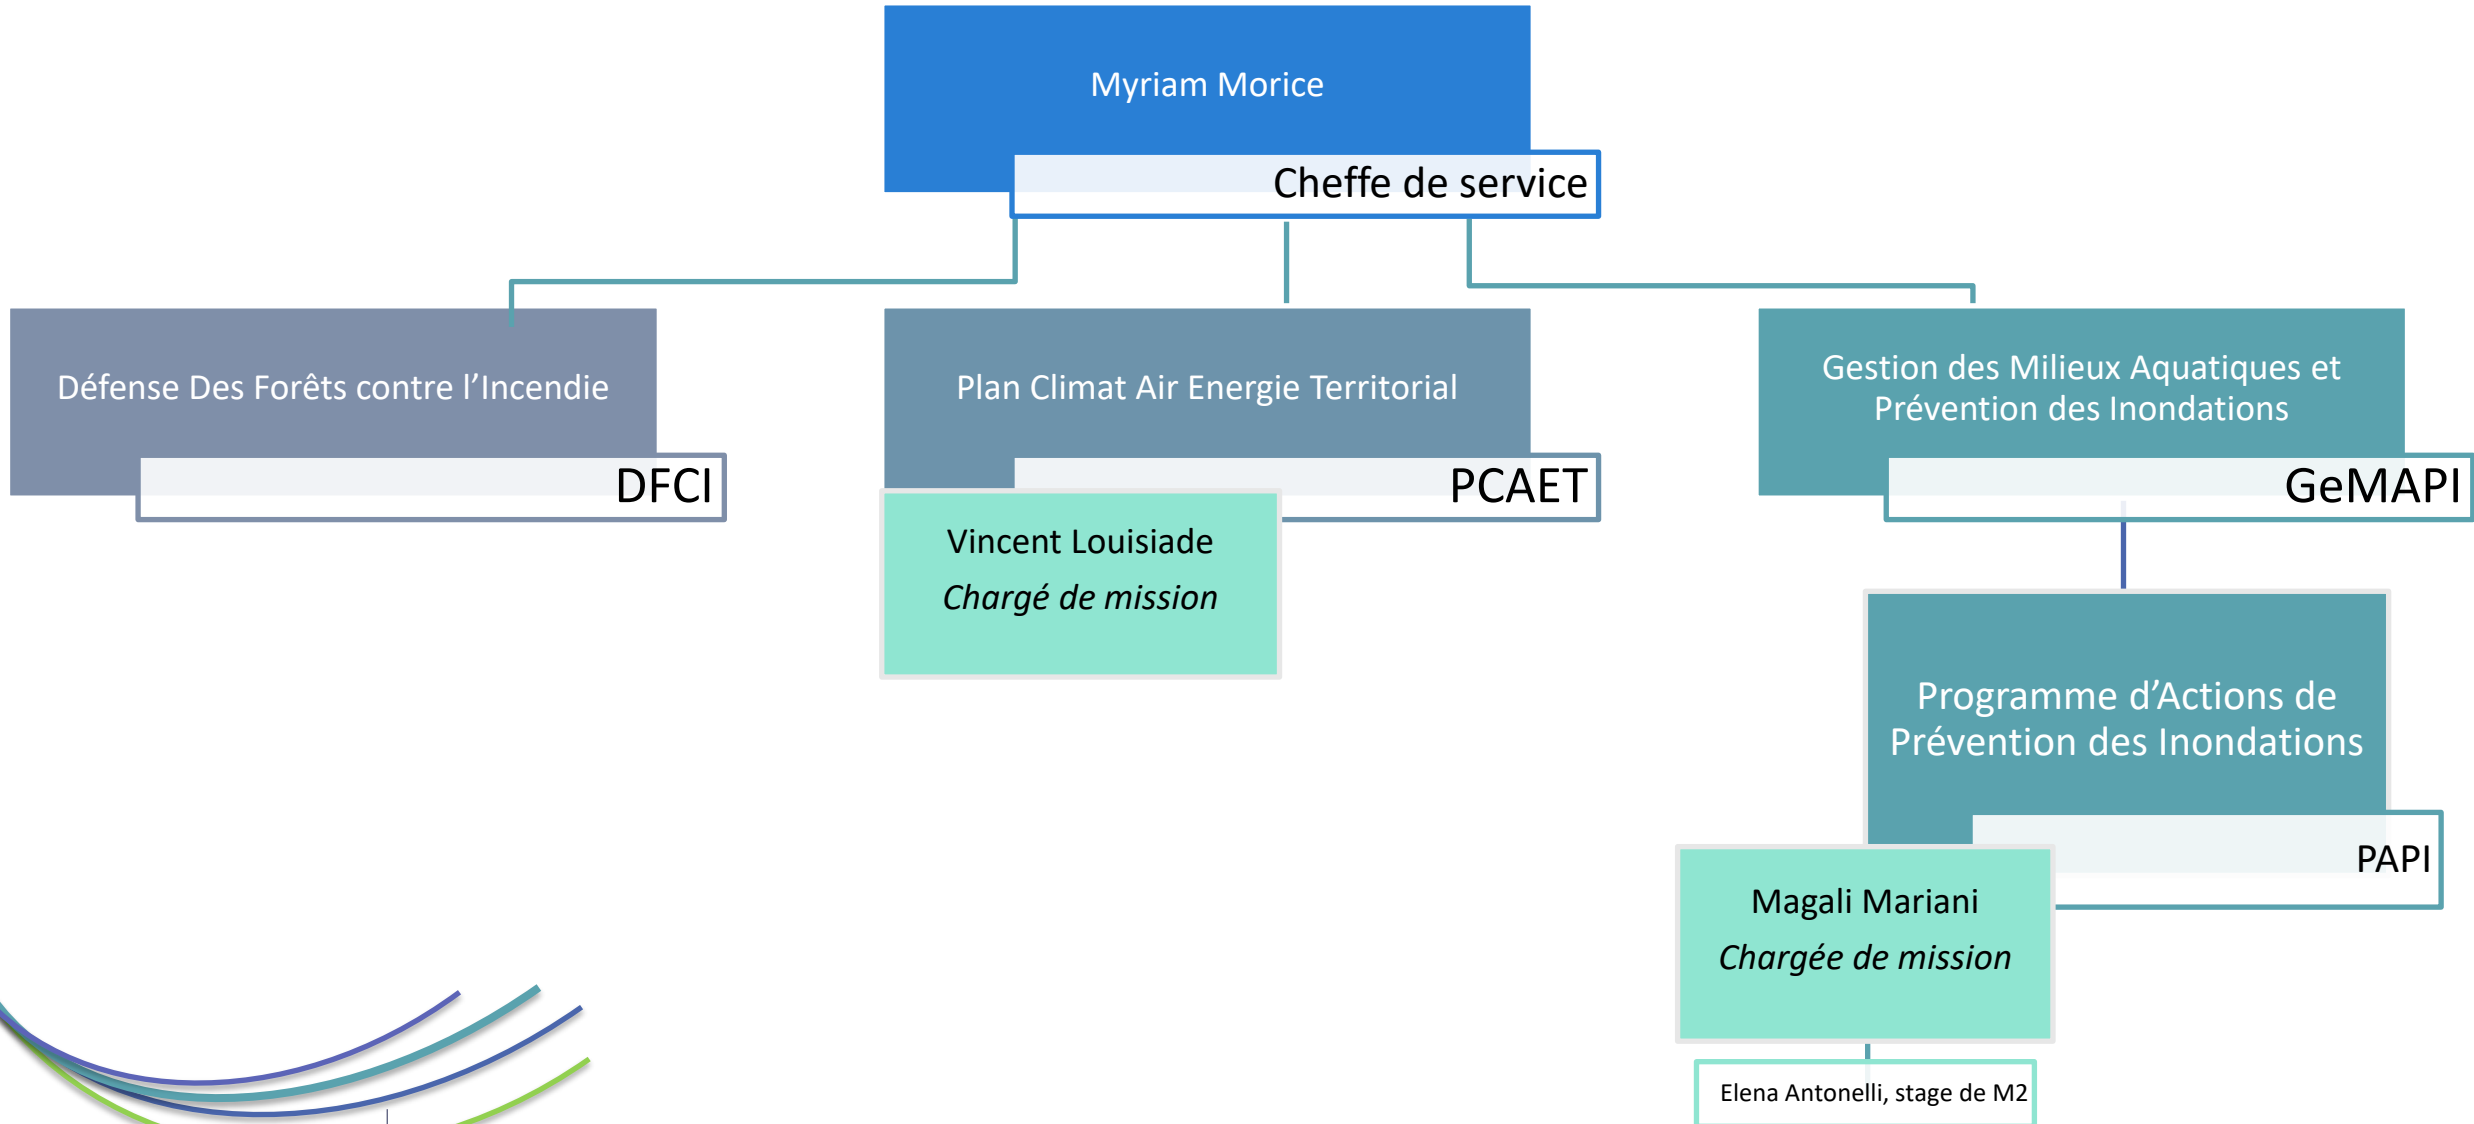 Myriam Morice
Cheffe de service
Défense Des Forêts contre l’Incendie
DFCI
Plan Climat Air Energie Territorial
PCAET
Vincent Louisiade
Chargé de mission
Gestion des Milieux Aquatiques et
Prévention des Inondations
GeMAPI
Programme d’Actions de
Prévention des Inondations
PAPI
Magali Mariani
Chargée de mission
Elena Antonelli, stage de M2